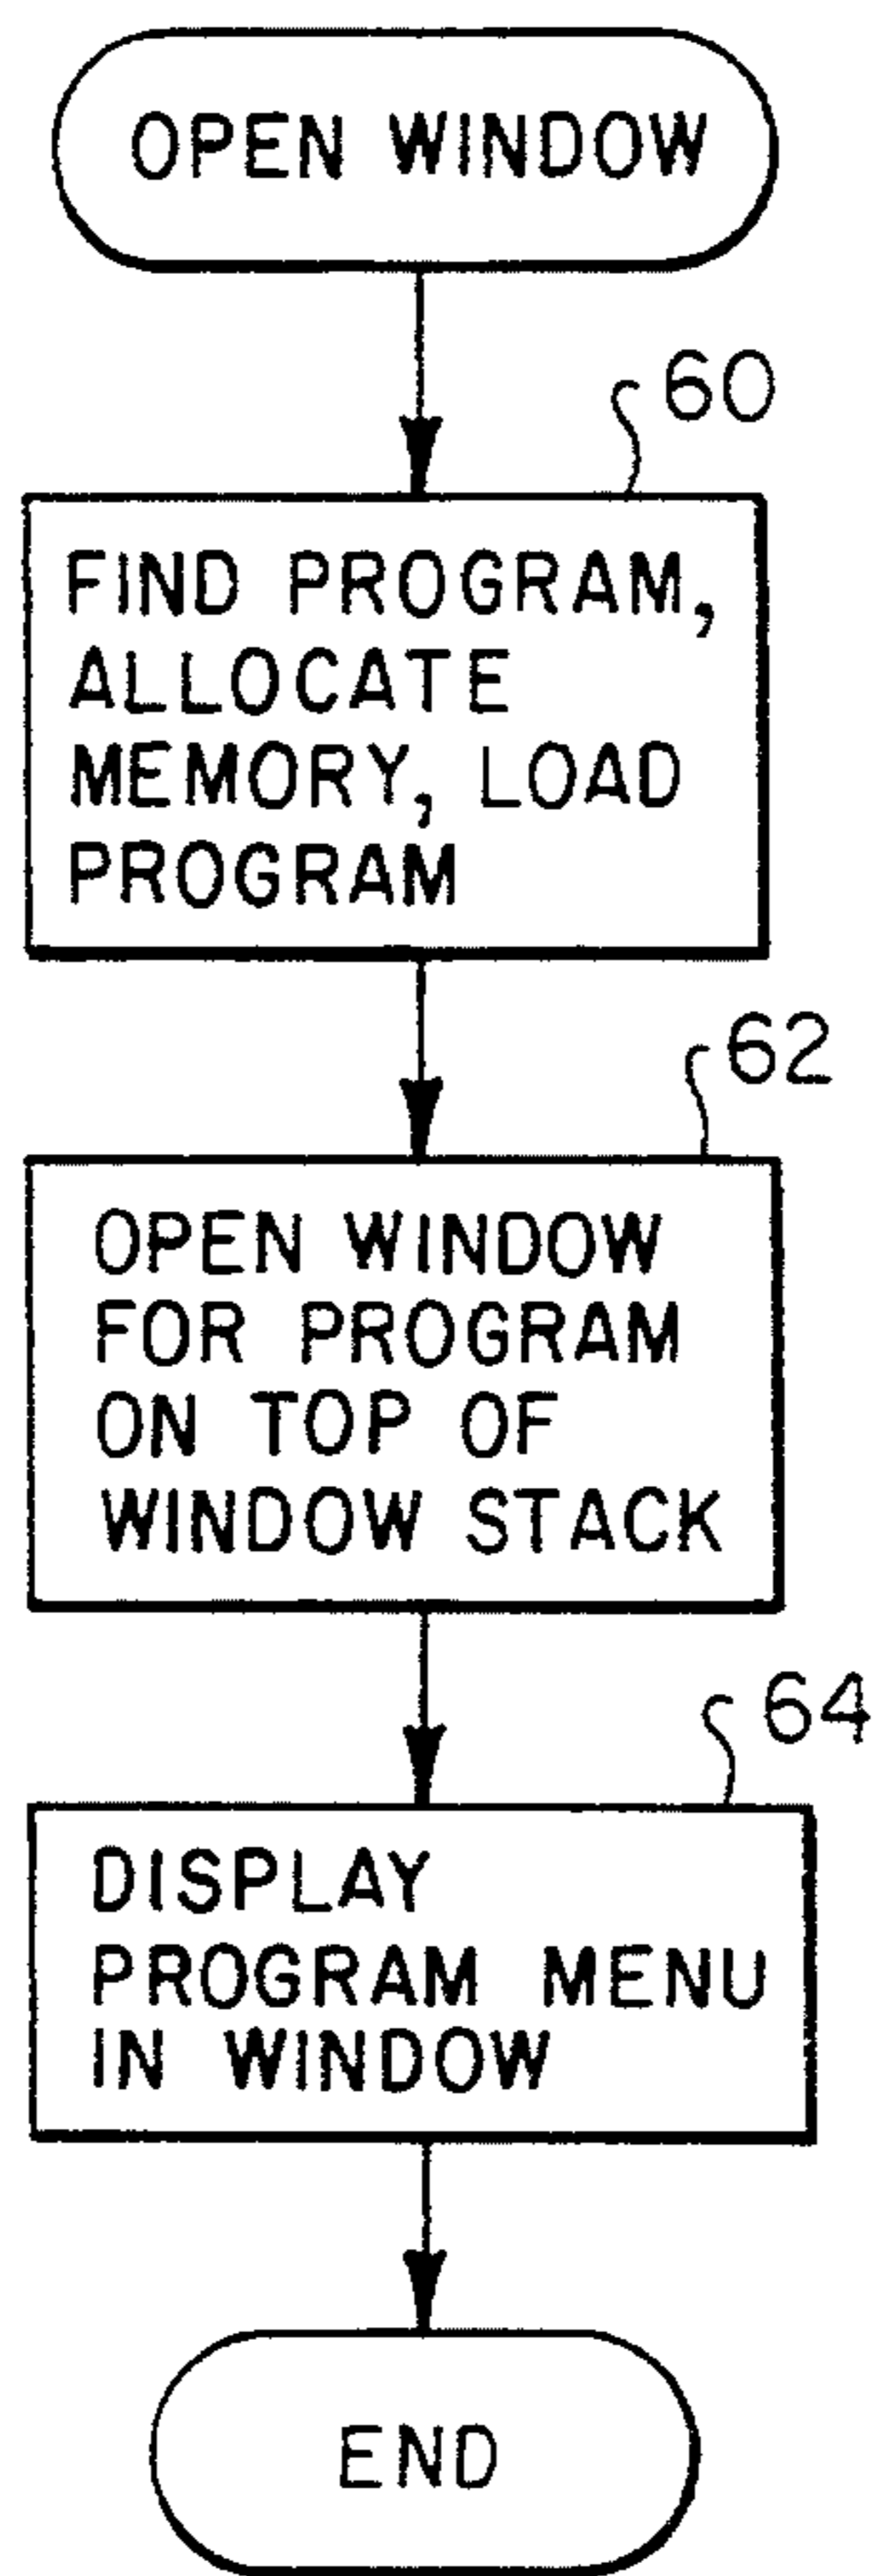 OPEN WINDOW
60
FIND PROGRAM,
ALLOCATE
MEMORY, LOAD
PROGRAM
62
OPEN WINDOW
FOR PROGRAM
ON TOP OF
WINDOW STACK
64
DISPLAY
PROGRAM MENU
IN WINDOW
END